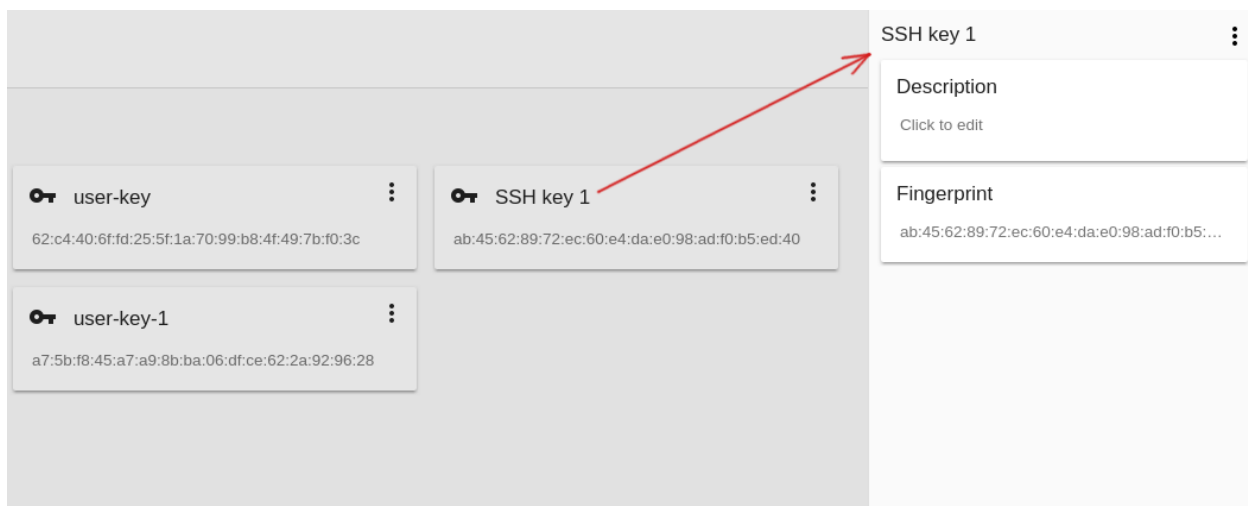 user-key
62:c4:40:6f:fd:25:5f:1a:70:99:b8:4f:49:7b:f0:3c
SSH key 1
ab:45:62:89:72:ec:60:e4:da:e0:98:ad:f0:b5:ed:40
user-key-1
a7:5b:f8:45:a7:a9:8b:ba:06:df:ce:62:2a:92:96:28
SSH key 1
Description
Click to edit
Fingerprint
ab:45:62:89:72:ec:60:e4:da:e0:98:ad:f0:b5:…